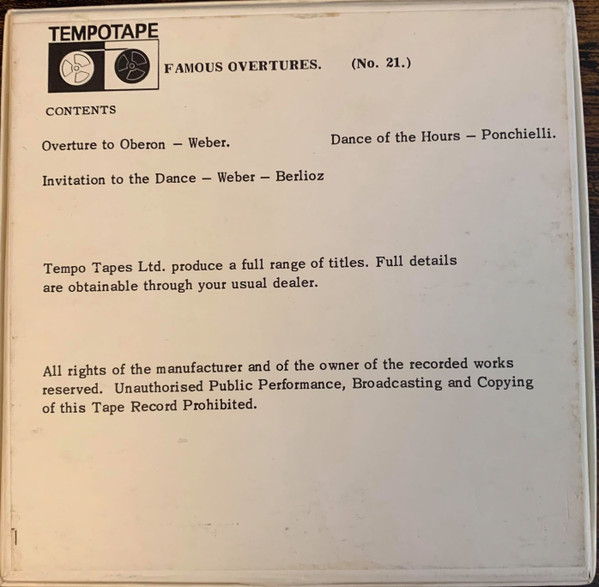 TEMPOTAPE
FAMOUS OVERTURES. (No. 21.)
CONTENTS
Overture to Oberon – Weber. Dance of the Hours – Ponchielli.
Invitation to the Dance – Weber – Berlioz
Tempo Tapes Ltd. produce a full range of titles. Full details
are obtainable through your usual dealer.
All rights of the manufacturer and of the owner of the recorded works
reserved. Unauthorised Public Performance, Broadcasting and Copying
of this Tape Record Prohibited.